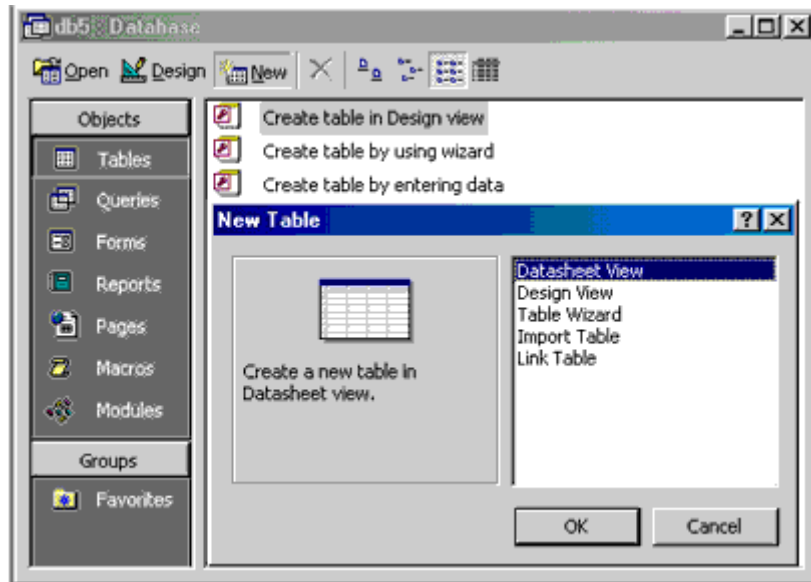 db5 : Database
Open Design New
Objects
Tables
Queries
Forms
Reports
Pages
Macros
Modules
Groups
Favorites
Create table in Design view
Create table by using wizard
Create table by entering data
New Table
Create a new table in
Datasheet view.
Datasheet View
Design View
Table Wizard
Import Table
Link Table
OK Cancel